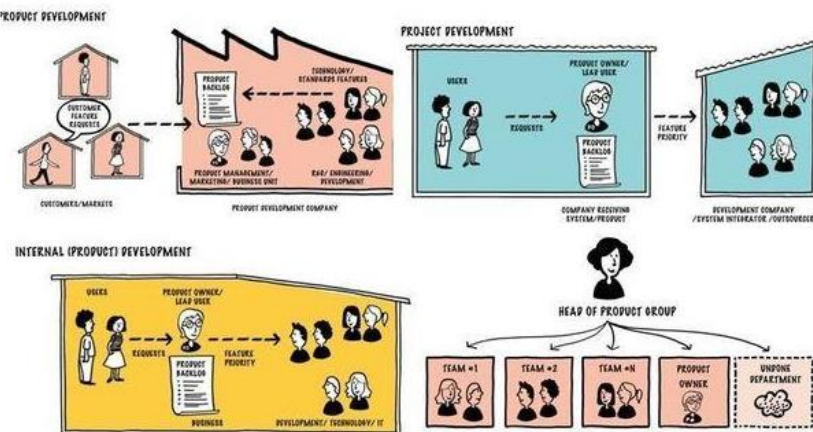 PRODUCT DEVELOPMENT
CUSTOMER
FEATURE
REQUESTS
CUSTOMERS/MARKETS
PRODUCT
BACKLOG
TECHNOLOGY/
STANDARDS FEATURES
PRODUCT MANAGEMENT/
MARKETING/ BUSINESS UNIT
R&D/ ENGINEERING/
DEVELOPMENT
PRODUCT DEVELOPMENT COMPANY
PROJECT DEVELOPMENT
USERS
PRODUCT OWNER/
LEAD USER
REQUESTS
PRODUCT
BACKLOG
FEATURE
PRIORITY
COMPANY RECEIVING
SYSTEM/PRODUCT
DEVELOPMENT COMPANY
/SYSTEM INTEGRATOR /OUTSOURCER
INTERNAL (PRODUCT) DEVELOPMENT
USERS
PRODUCT OWNER/
LEAD USER
REQUESTS
FEATURE
PRIORITY
PRODUCT
BACKLOG
BUSINESS
DEVELOPMENT/ TECHNOLOGY/ IT
HEAD OF PRODUCT GROUP
TEAM #1
TEAM #2
TEAM #N
PRODUCT
OWNER
UNDONE
DEPARTMENT